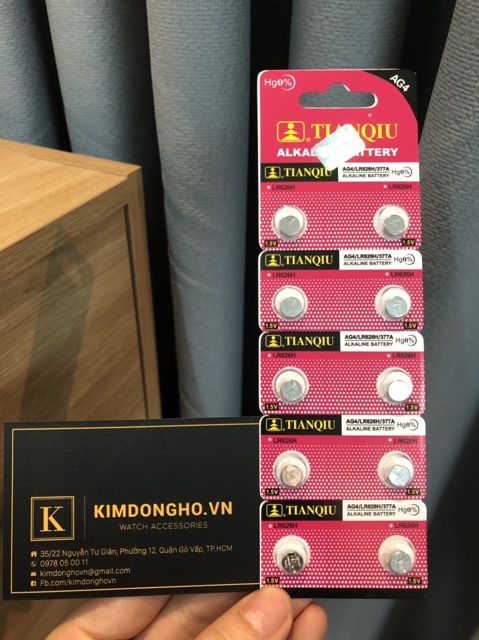 Hg0%
AG4
TIANQIU
ALKALINE BATTERY
TIANQIU
AG4/LR626H/377A
ALKALINE BATTERY
Hg0%
LR626H
LR626H
1.5V
1.5V
TIANQIU
AG4/LR626H/377A
ALKALINE BATTERY
Hg0%
LR626H
LR626H
1.5V
1.5V
TIANQIU
AG4/LR626H/377A
ALKALINE BATTERY
Hg0%
LR626H
LR626H
1.5V
1.5V
TIANQIU
AG4/LR626H/377A
ALKALINE BATTERY
Hg0%
LR626H
LR626H
1.5V
1.5V
TIANQIU
AG4/LR626H/377A
ALKALINE BATTERY
Hg0%
LR626H
LR626H
1.5V
1.5V
K
KIMDONGHO.VN
WATCH ACCESSORIES
35/22 Nguyễn Tư Giản, Phường 12, Quận Gò Vấp, TP.HCM
0978 05 00 11
kimdonghovn@gmail.com
Fb.com/kimdonghovn